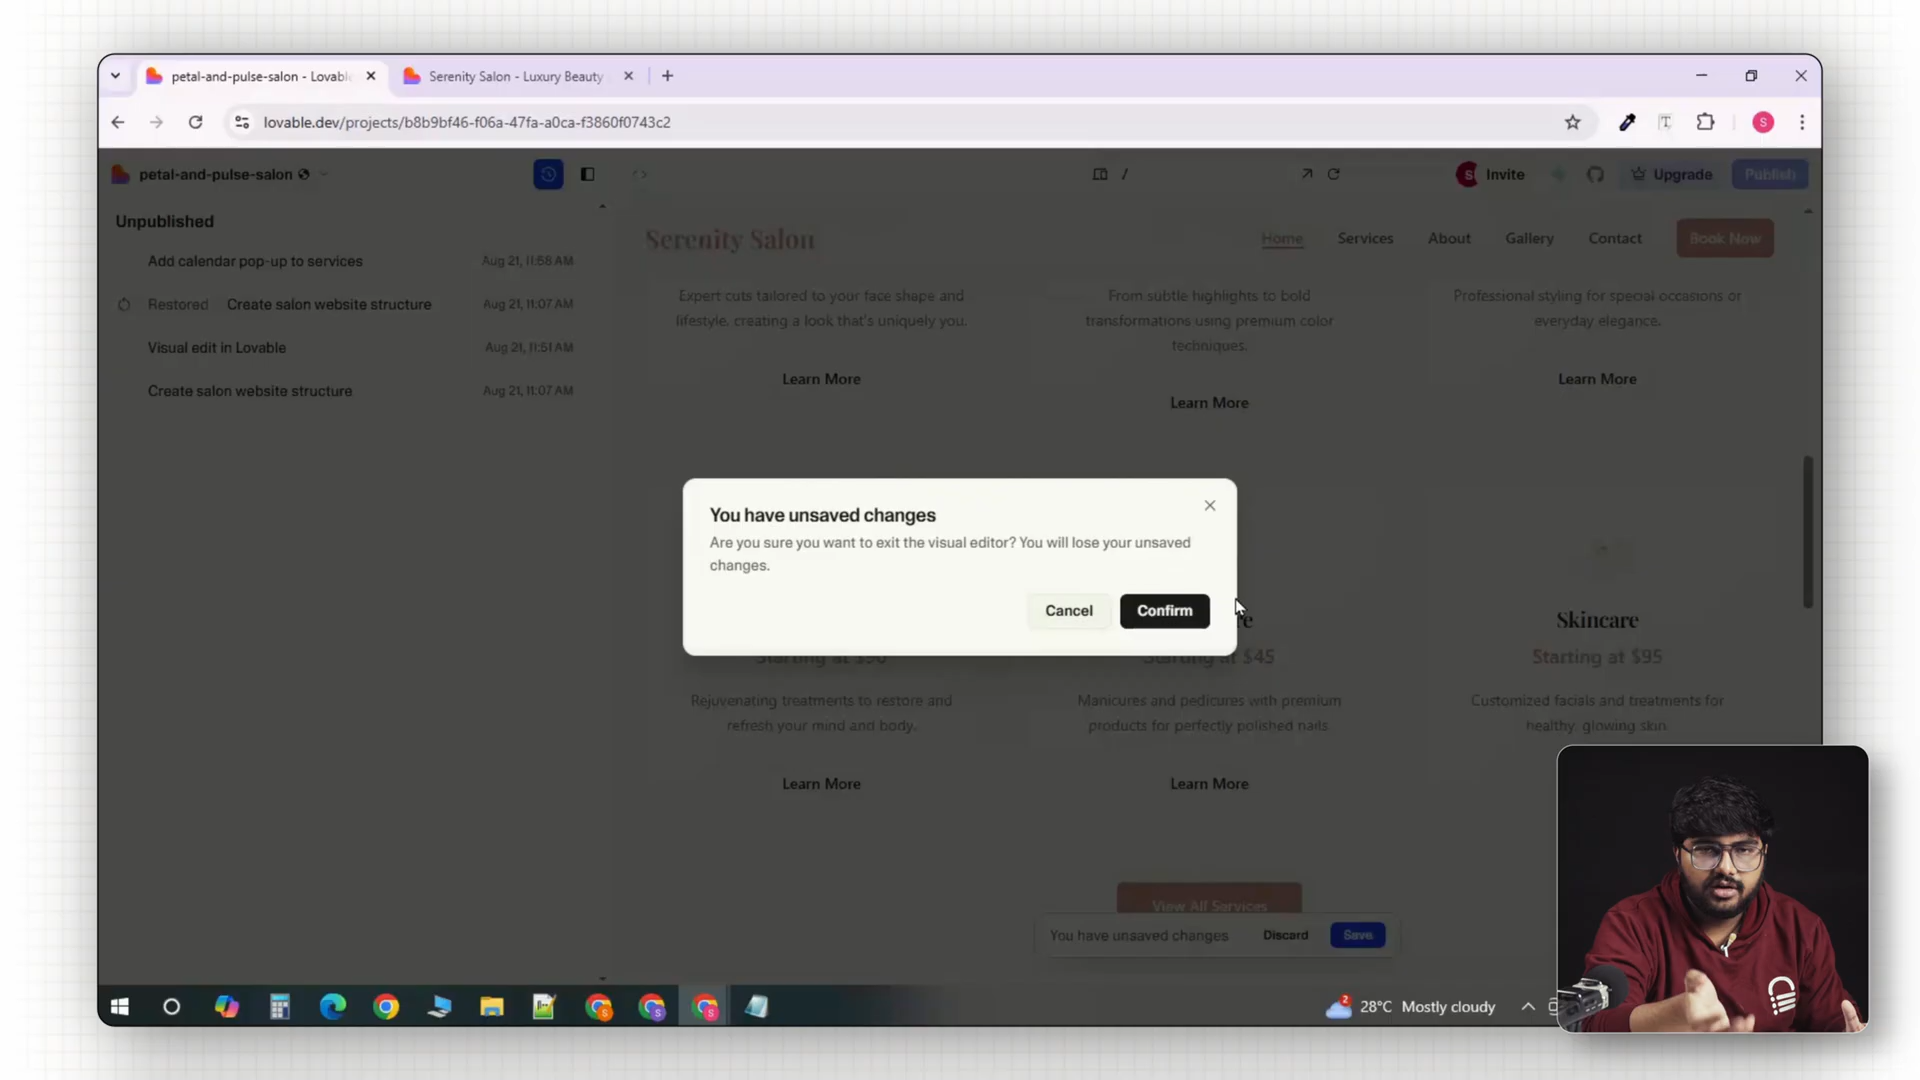 petal-and-pulse-salon - Lovable
Serenity Salon - Luxury Beauty
lovable.dev/projects/b8b9bf46-f06a-47fa-a0ca-f3860f0743c2
S
petal-and-pulse-salon
/
S
Invite
Upgrade
Publish
Unpublished
Add calendar pop-up to services
Aug 21, 11:58 AM
Restored
Create salon website structure
Aug 21, 11:07 AM
Visual edit in Lovable
Aug 21, 11:51 AM
Create salon website structure
Aug 21, 11:07 AM
Serenity Salon
Home
Services
About
Gallery
Contact
Book Now
Expert cuts tailored to your face shape and
lifestyle, creating a look that's uniquely you.
Learn More
From subtle highlights to bold
transformations using premium color
techniques.
Learn More
Professional styling for special occasions or
everyday elegance.
Learn More
You have unsaved changes
Are you sure you want to exit the visual editor? You will lose your unsaved
changes.
Cancel
Confirm
Starting at $90
Rejuvenating treatments to restore and
refresh your mind and body.
Learn More
Starting at $45
Manicures and pedicures with premium
products for perfectly polished nails.
Learn More
Skincare
Starting at $95
Customized facials and treatments for
healthy, glowing skin.
View All Services
You have unsaved changes
Discard
Save
2
28°C
Mostly cloudy